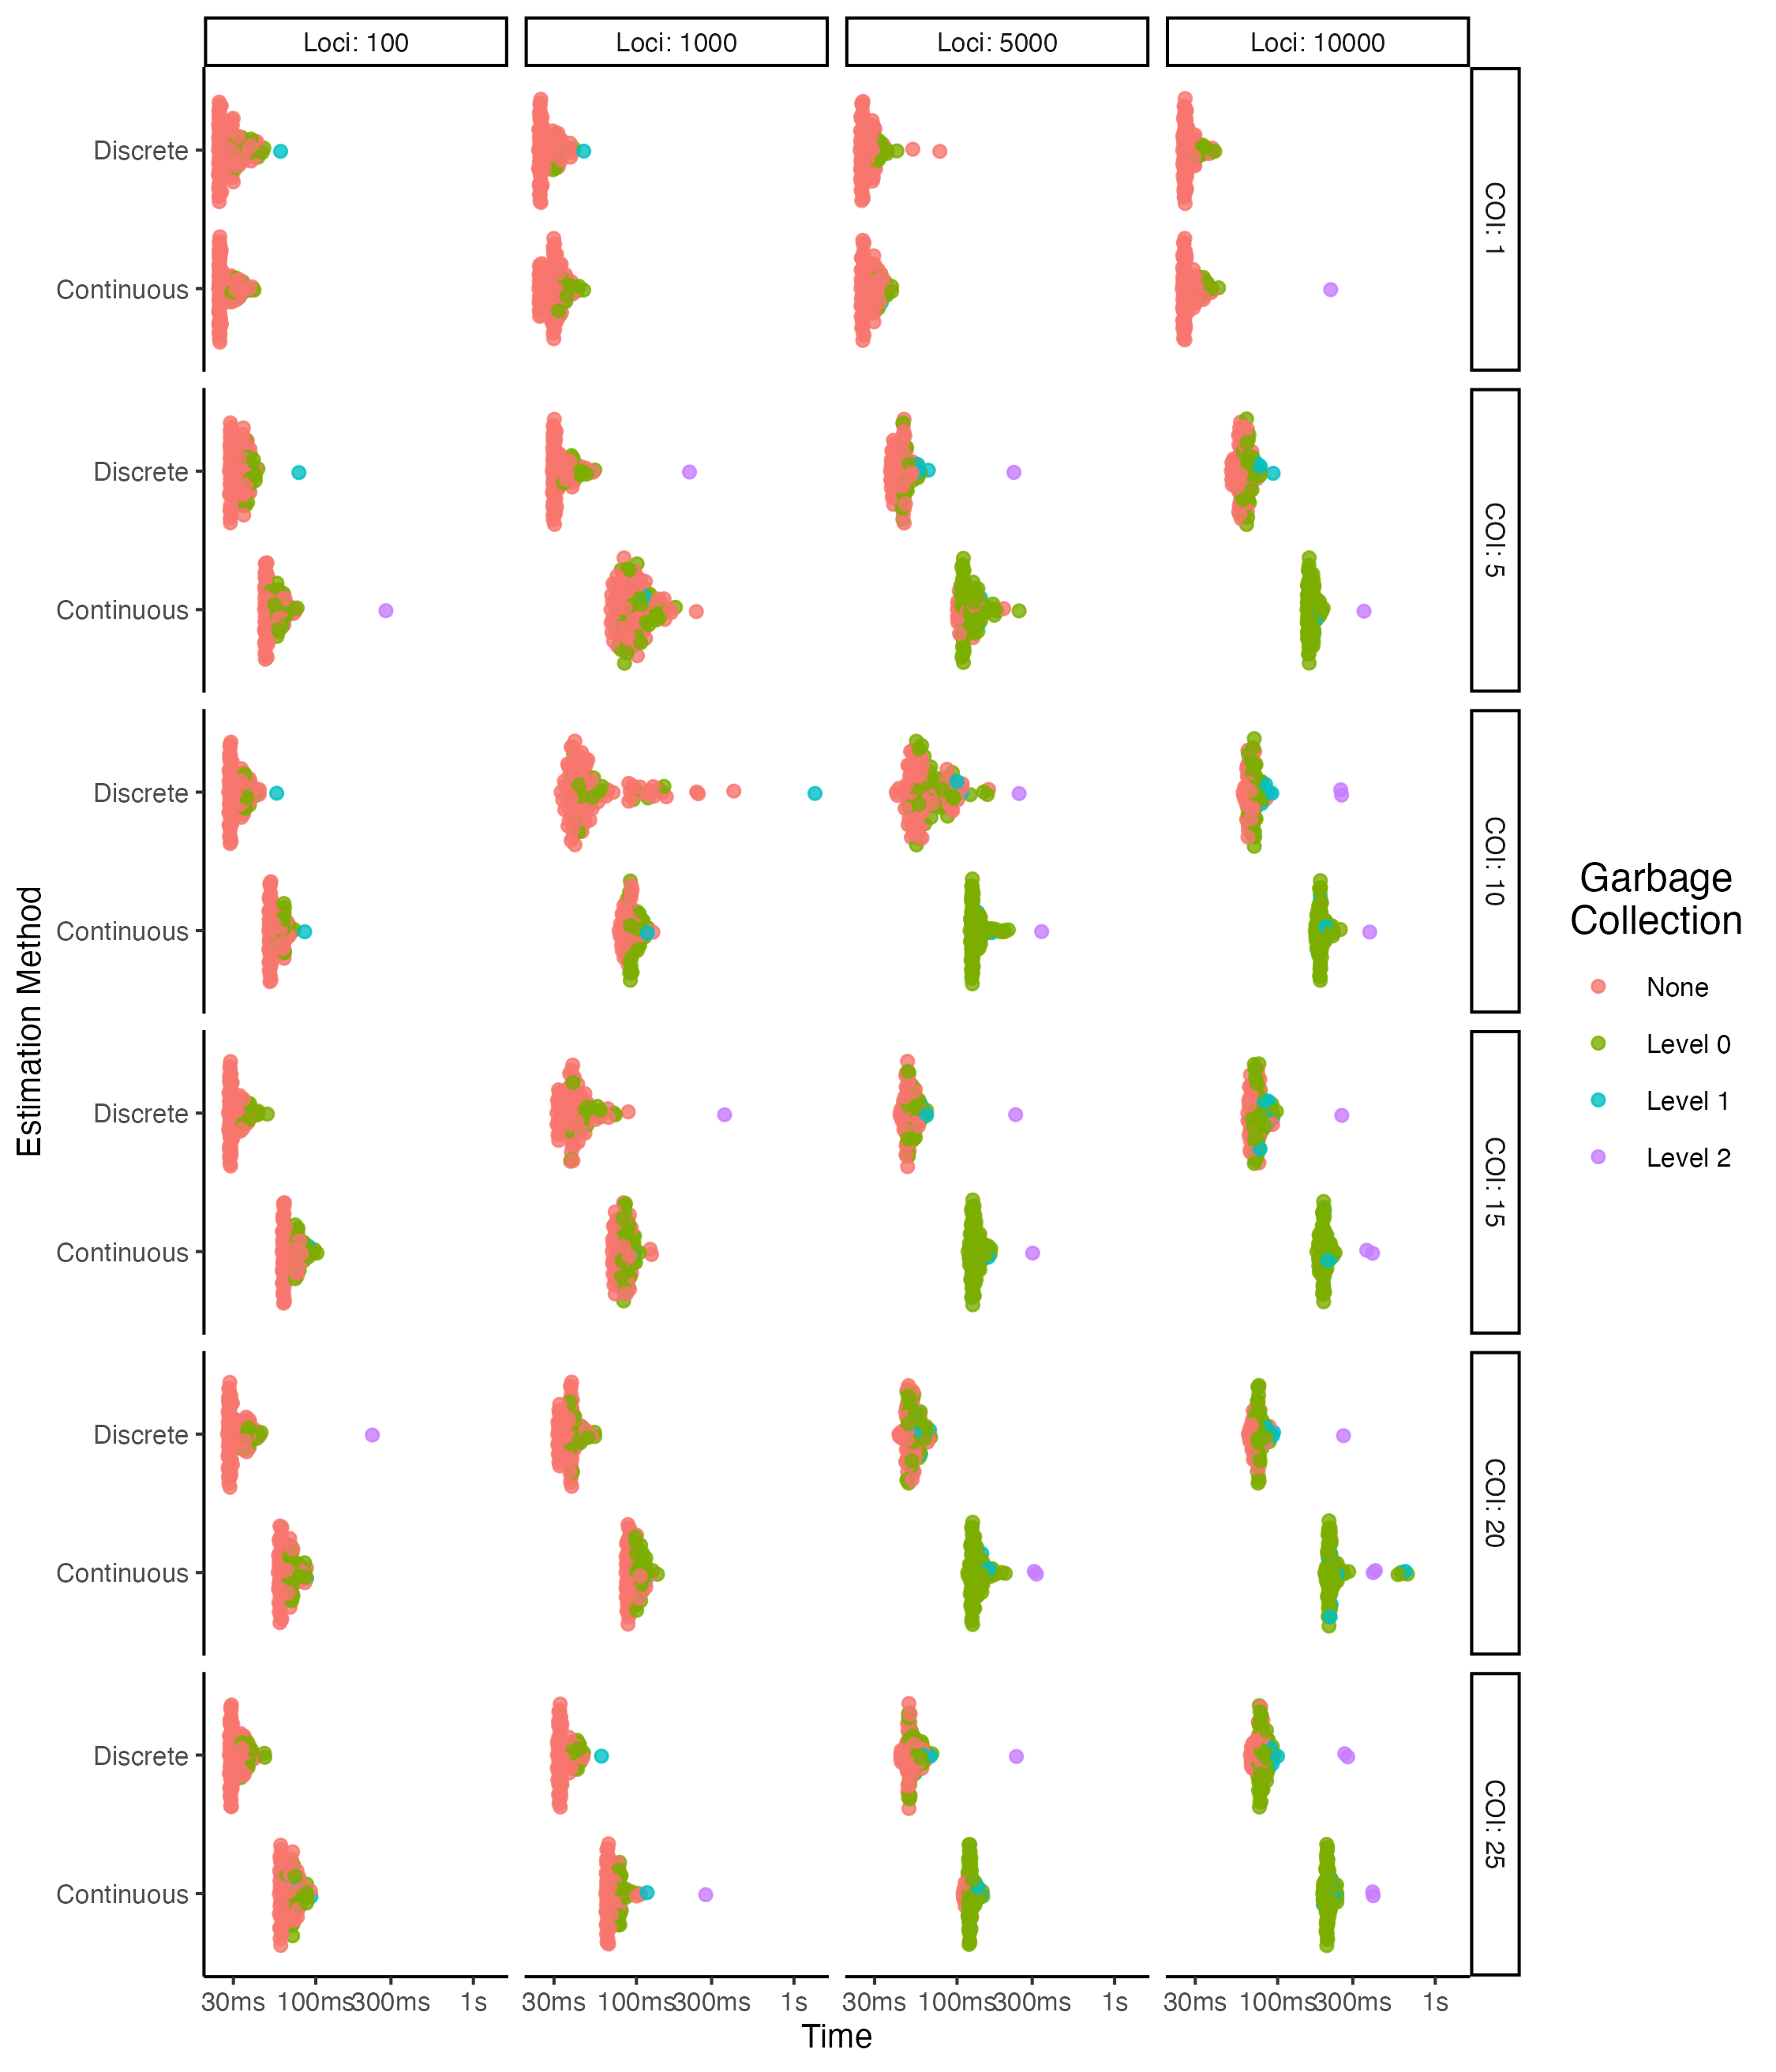 Loci: 100 Loci: 1000 Loci: 5000 Loci: 10000
Discrete
Continuous
COI: 1
Discrete
Continuous
COI: 5
Discrete
Continuous
COI: 10
Discrete
Continuous
COI: 15
Discrete
Continuous
COI: 20
Discrete
Continuous
COI: 25
30ms 100ms 300ms 1s 30ms 100ms 300ms 1s 30ms 100ms 300ms 1s 30ms 100ms 300ms 1s
Time
Estimation Method
Garbage
Collection
None
Level 0
Level 1
Level 2